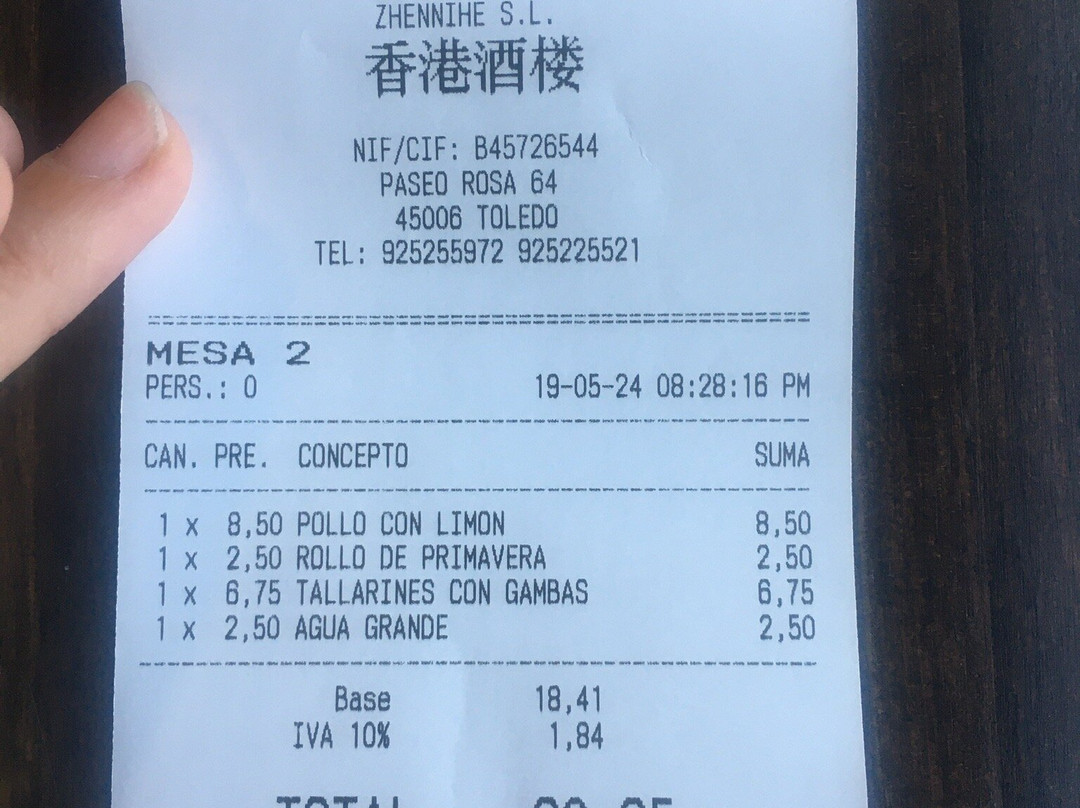 ZHENNIHE S.L.
香港酒楼
NIF/CIF: B45726544
PASEO ROSA 64
45006 TOLEDO
TEL: 925255972 925225521
MESA 2
PERS.: 0 19-05-24 08:28:16 PM
CAN. PRE. CONCEPTO SUMA
1 x 8,50 POLLO CON LIMON 8,50
1 x 2,50 ROLLO DE PRIMAVERA 2,50
1 x 6,75 TALLARINES CON GAMBAS 6,75
1 x 2,50 AGUA GRANDE 2,50
Base 18,41
IVA 10% 1,84
TOTAL